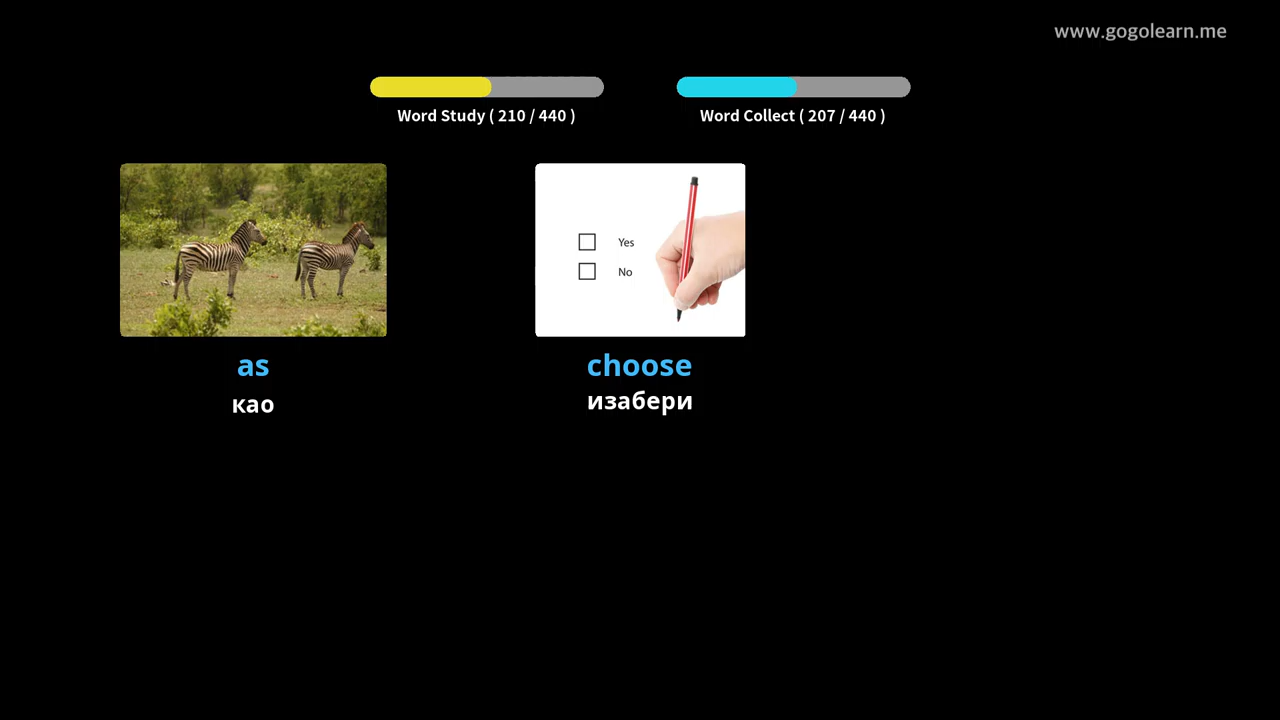 www.gogolearn.me
Word Study ( 210 / 440 )
Word Collect ( 207 / 440 )
Yes
No
as
као
choose
изабери